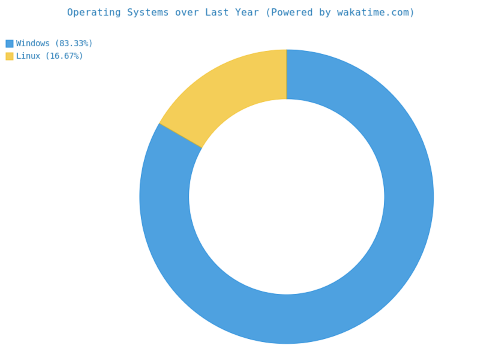 Operating Systems over Last Year (Powered by wakatime.com)
Windows (83.33%)
Linux (16.67%)